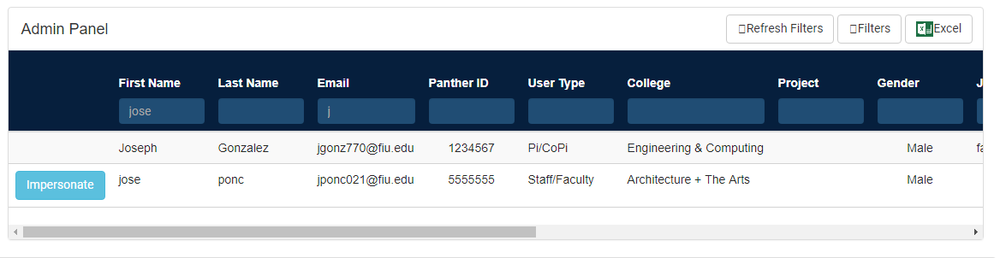 Admin Panel
Refresh Filters Filters Excel
First Name Last Name Email Panther ID User Type College Project Gender J
jose j
Joseph Gonzalez jgonz770@fiu.edu 1234567 Pi/CoPi Engineering & Computing Male fa
Impersonate jose ponc jponc021@fiu.edu 5555555 Staff/Faculty Architecture + The Arts Male